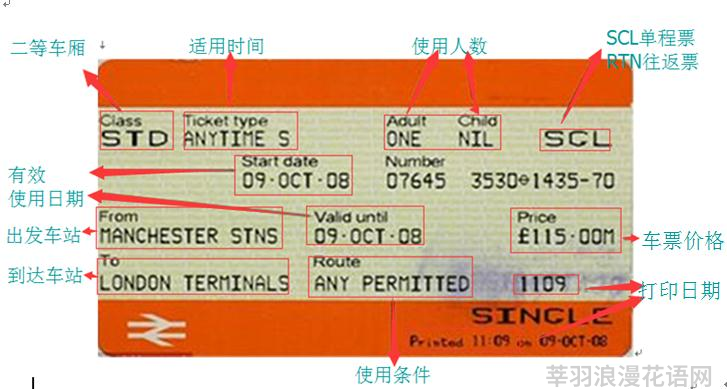 二等车厢 适用时间 使用人数 SCL单程票
RTN往返票
Class Ticket type Adult Child
STD ANYTIME S ONE NIL SCL
有效
使用日期
Start date Number
09·OCT·08 07645 3530 1435-70
出发车站 From Valid until Price
MANCHESTER STNS 09·OCT·08 £115·00M 车票价格
到达车站 To Route
LONDON TERMINALS ANY PERMITTED 1109 打印日期
SINGLE
Printed 11:09 on 09-OCT-08
使用条件
莘羽浪漫花语网